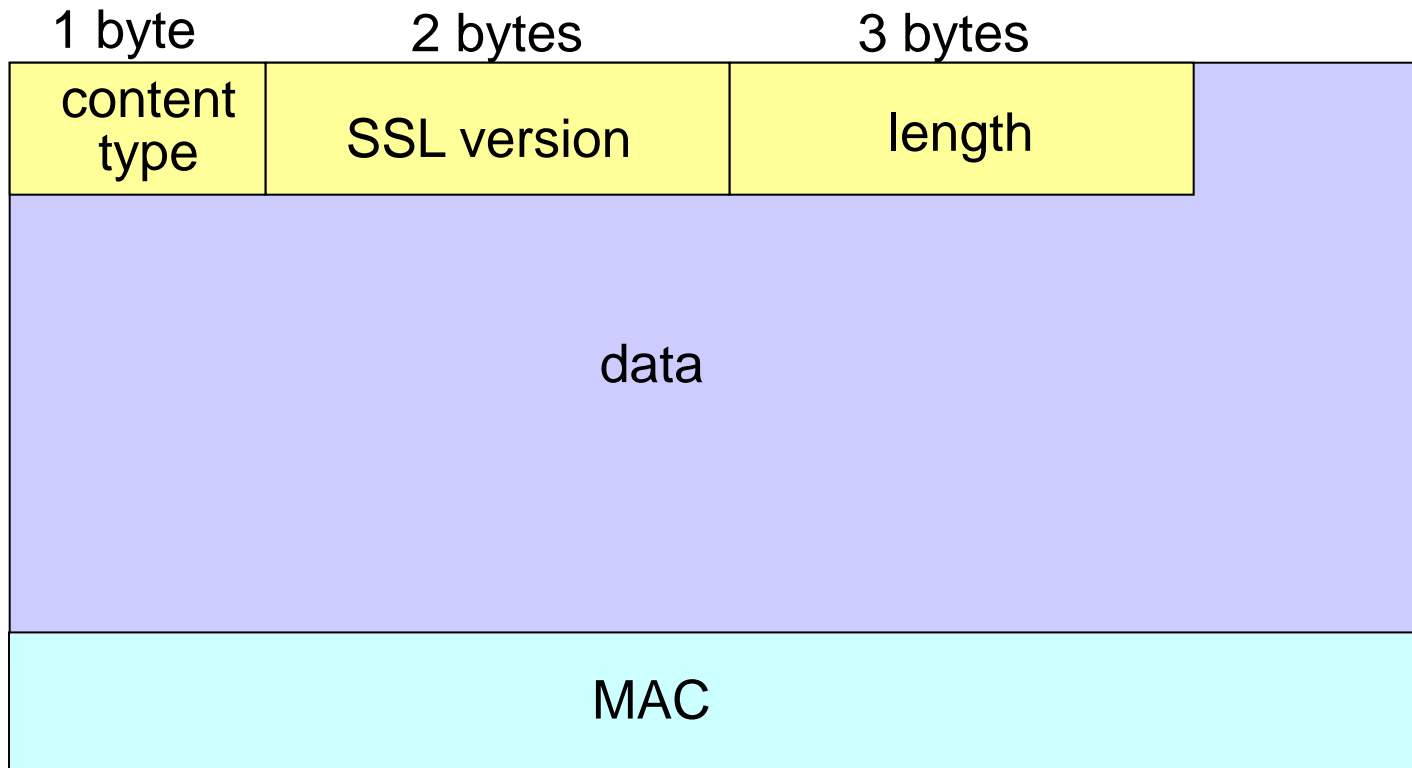 1 byte 2 bytes 3 bytes
content
type
SSL version
length
data
MAC